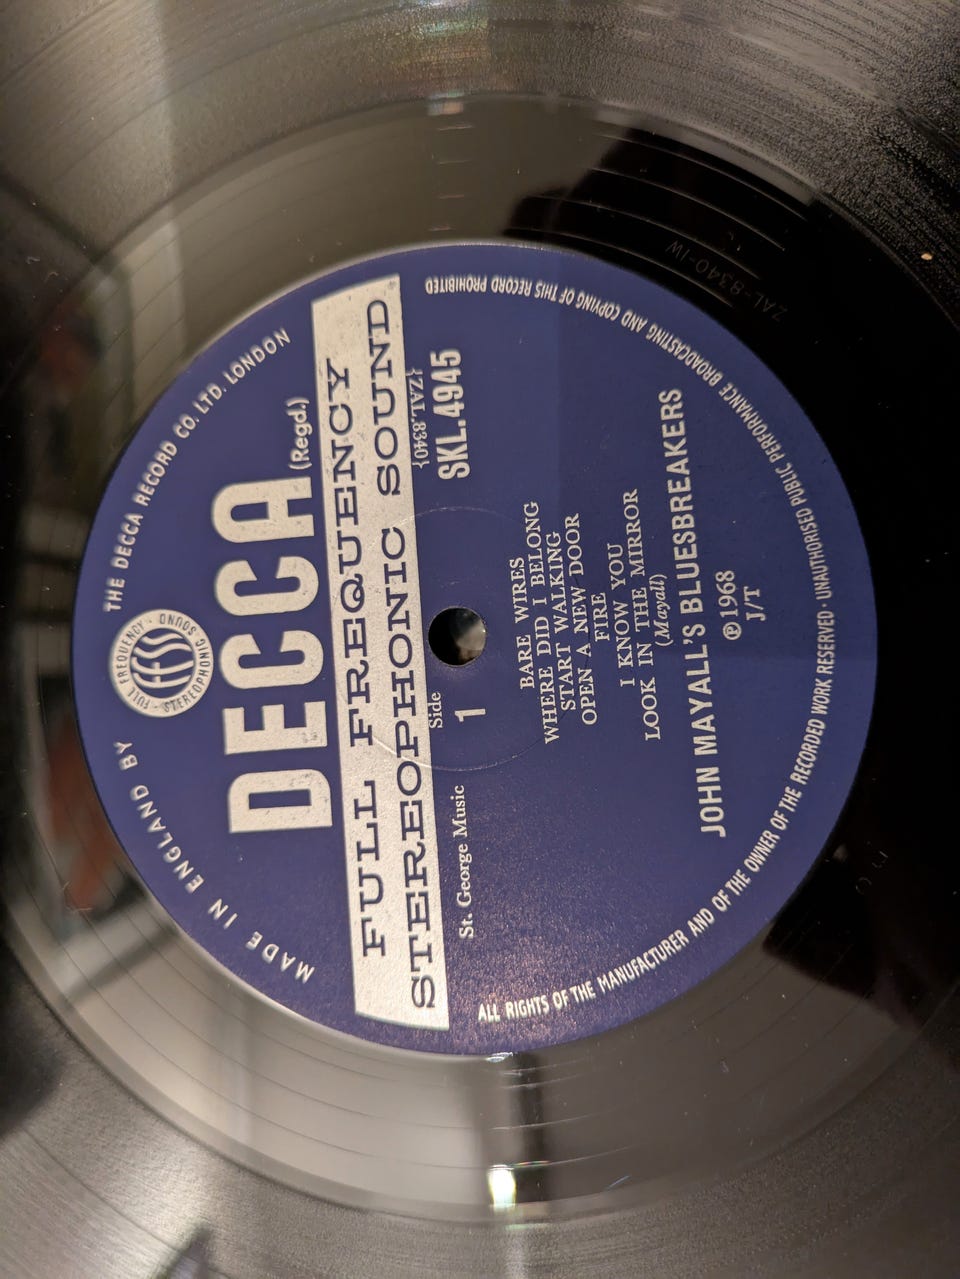 MADE IN ENGLAND BY
THE DECCA RECORD CO. LTD. LONDON
FULL FREQUENCY · STEREOPHONIC SOUND ·
ffss
DECCA
(Regd.)
FULL FREQUENCY
STEREOPHONIC SOUND
{ZAL.8340}
St. George Music
Side
1
SKL.4945
BARE WIRES
WHERE DID I BELONG
START WALKING
OPEN A NEW DOOR
FIRE
I KNOW YOU
LOOK IN THE MIRROR
(Mayall)
JOHN MAYALL'S BLUESBREAKERS
℗1968
J/T
ALL RIGHTS OF THE MANUFACTURER AND OF THE OWNER OF THE RECORDED WORK RESERVED · UNAUTHORISED PUBLIC PERFORMANCE BROADCASTING AND COPYING OF THIS RECORD PROHIBITED
ZAL-8340-1W